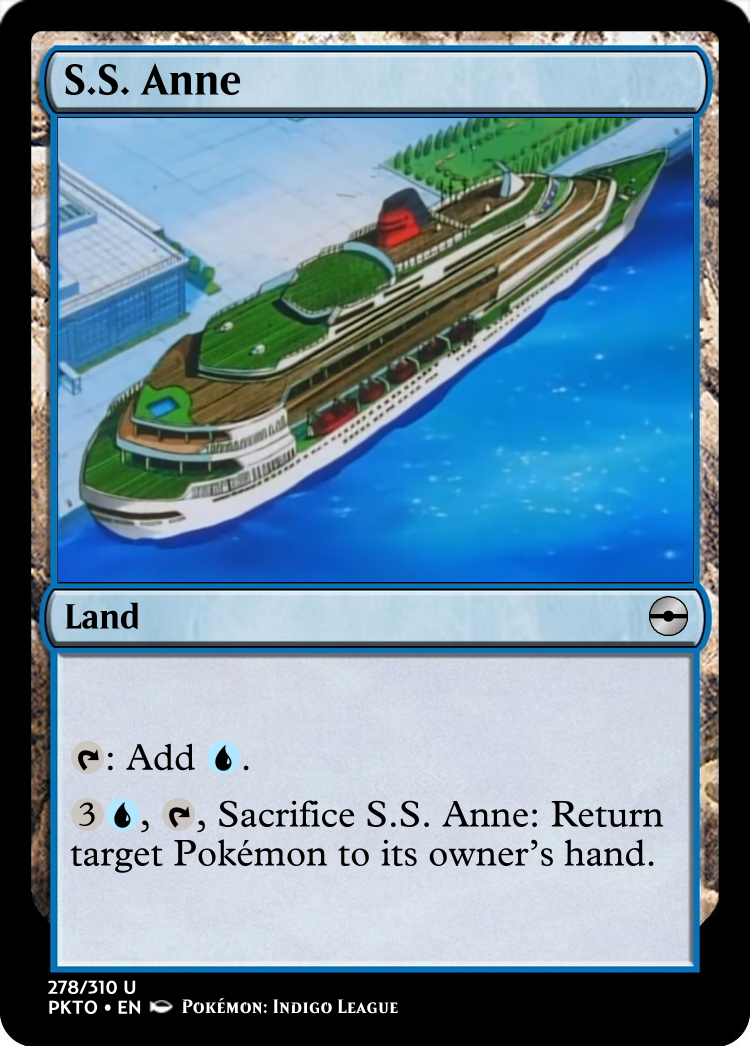 S.S. Anne
Land
: Add .
3 , , Sacrifice S.S. Anne: Return
target Pokémon to its owner's hand.
278/310 U
PKTO • EN Pokémon: Indigo League